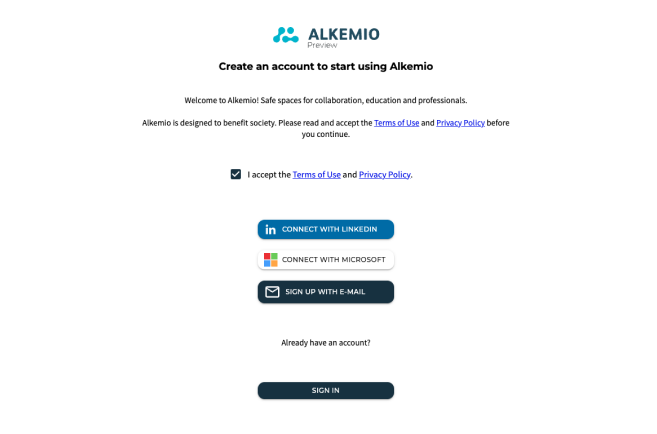 ALKEMIO
Preview
Create an account to start using Alkemio
Welcome to Alkemio! Safe spaces for collaboration, education and professionals.
Alkemio is designed to benefit society. Please read and accept the Terms of Use and Privacy Policy before
you continue.
I accept the Terms of Use and Privacy Policy.
in CONNECT WITH LINKEDIN
CONNECT WITH MICROSOFT
SIGN UP WITH E-MAIL
Already have an account?
SIGN IN